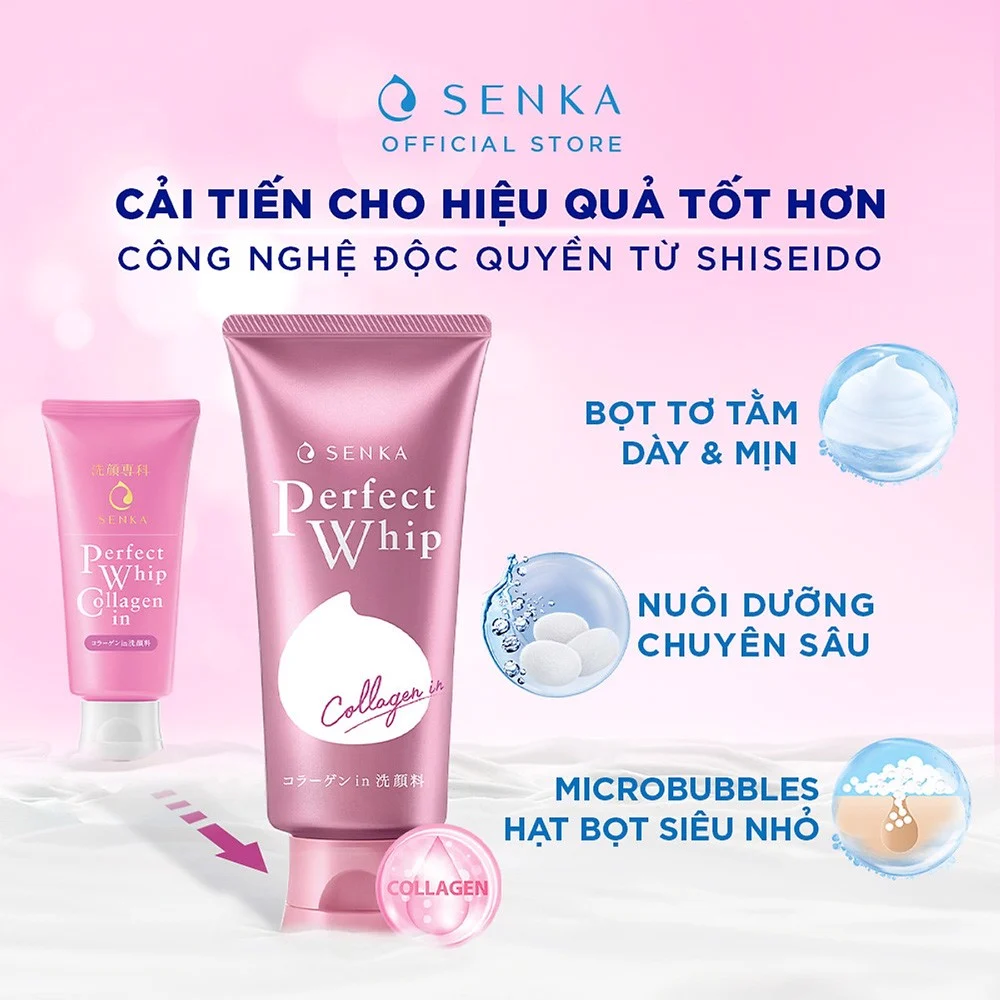 SENKA
OFFICIAL STORE
CẢI TIẾN CHO HIỆU QUẢ TỐT HƠN
CÔNG NGHỆ ĐỘC QUYỀN TỪ SHISEIDO
洗顔専科
SENKA
Perfect
Whip
Collagen
in
コラーゲンin洗顔料
SENKA
Perfect
Whip
Collagen in
コラーゲン in 洗顔料
COLLAGEN
BỌT TƠ TẰM
DÀY & MỊN
NUÔI DƯỠNG
CHUYÊN SÂU
MICROBUBBLES
HẠT BỌT SIÊU NHỎ